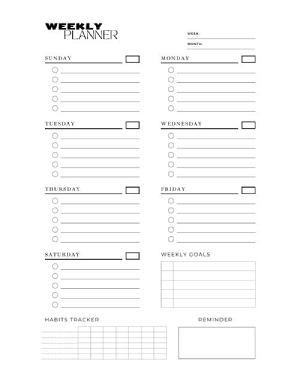 WEEKLY
PLANNER
WEEK:
MONTH:
SUNDAY
MONDAY
TUESDAY
WEDNESDAY
THURSDAY
FRIDAY
SATURDAY
WEEKLY GOALS
HABITS TRACKER
REMINDER